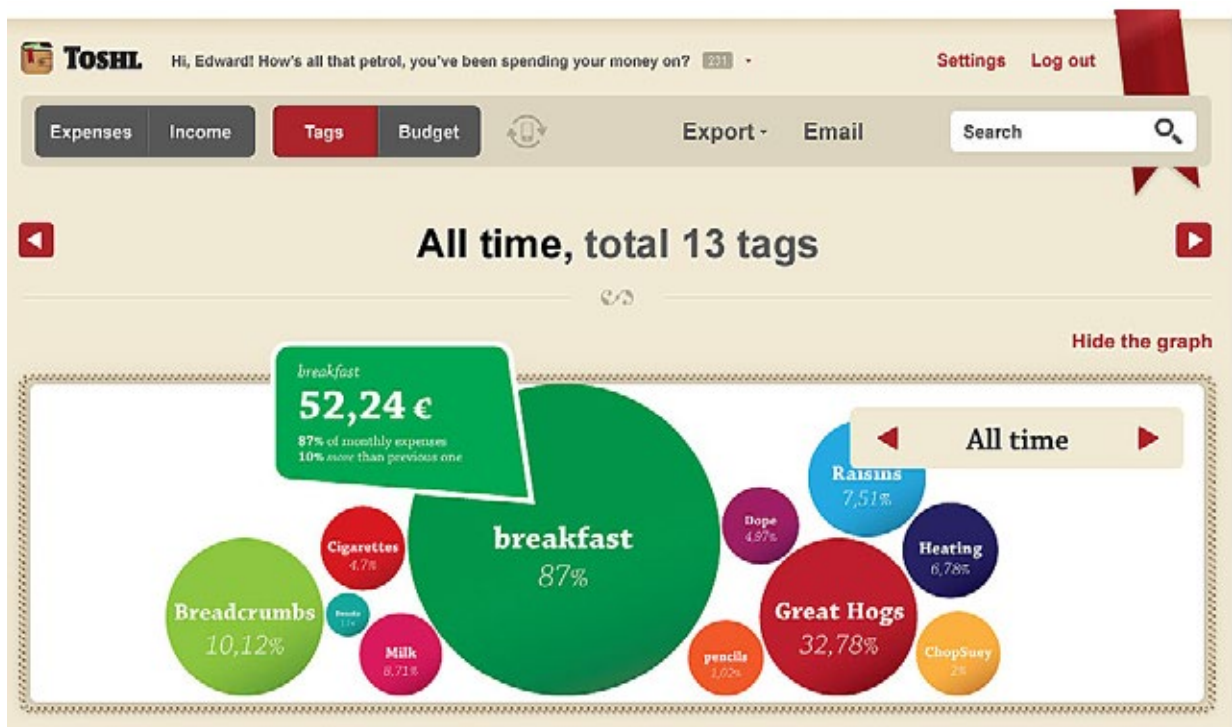 TOSHL Hi, Edward! How's all that petrol, you've been spending your money on? 231 Settings Log out
Expenses Income Tags Budget Export Email Search
All time, total 13 tags
Hide the graph
breakfast
52,24 €
87% of monthly expenses
10% more than previous one
All time
Raisins
7,51%
breakfast
87%
Dope
4,97%
Cigarettes
4,7%
Heating
6,78%
Breadcrumbs
10,12%
Great Hogs
32,78%
Milk
8,71%
pencils
1,02%
ChopSuey
2%